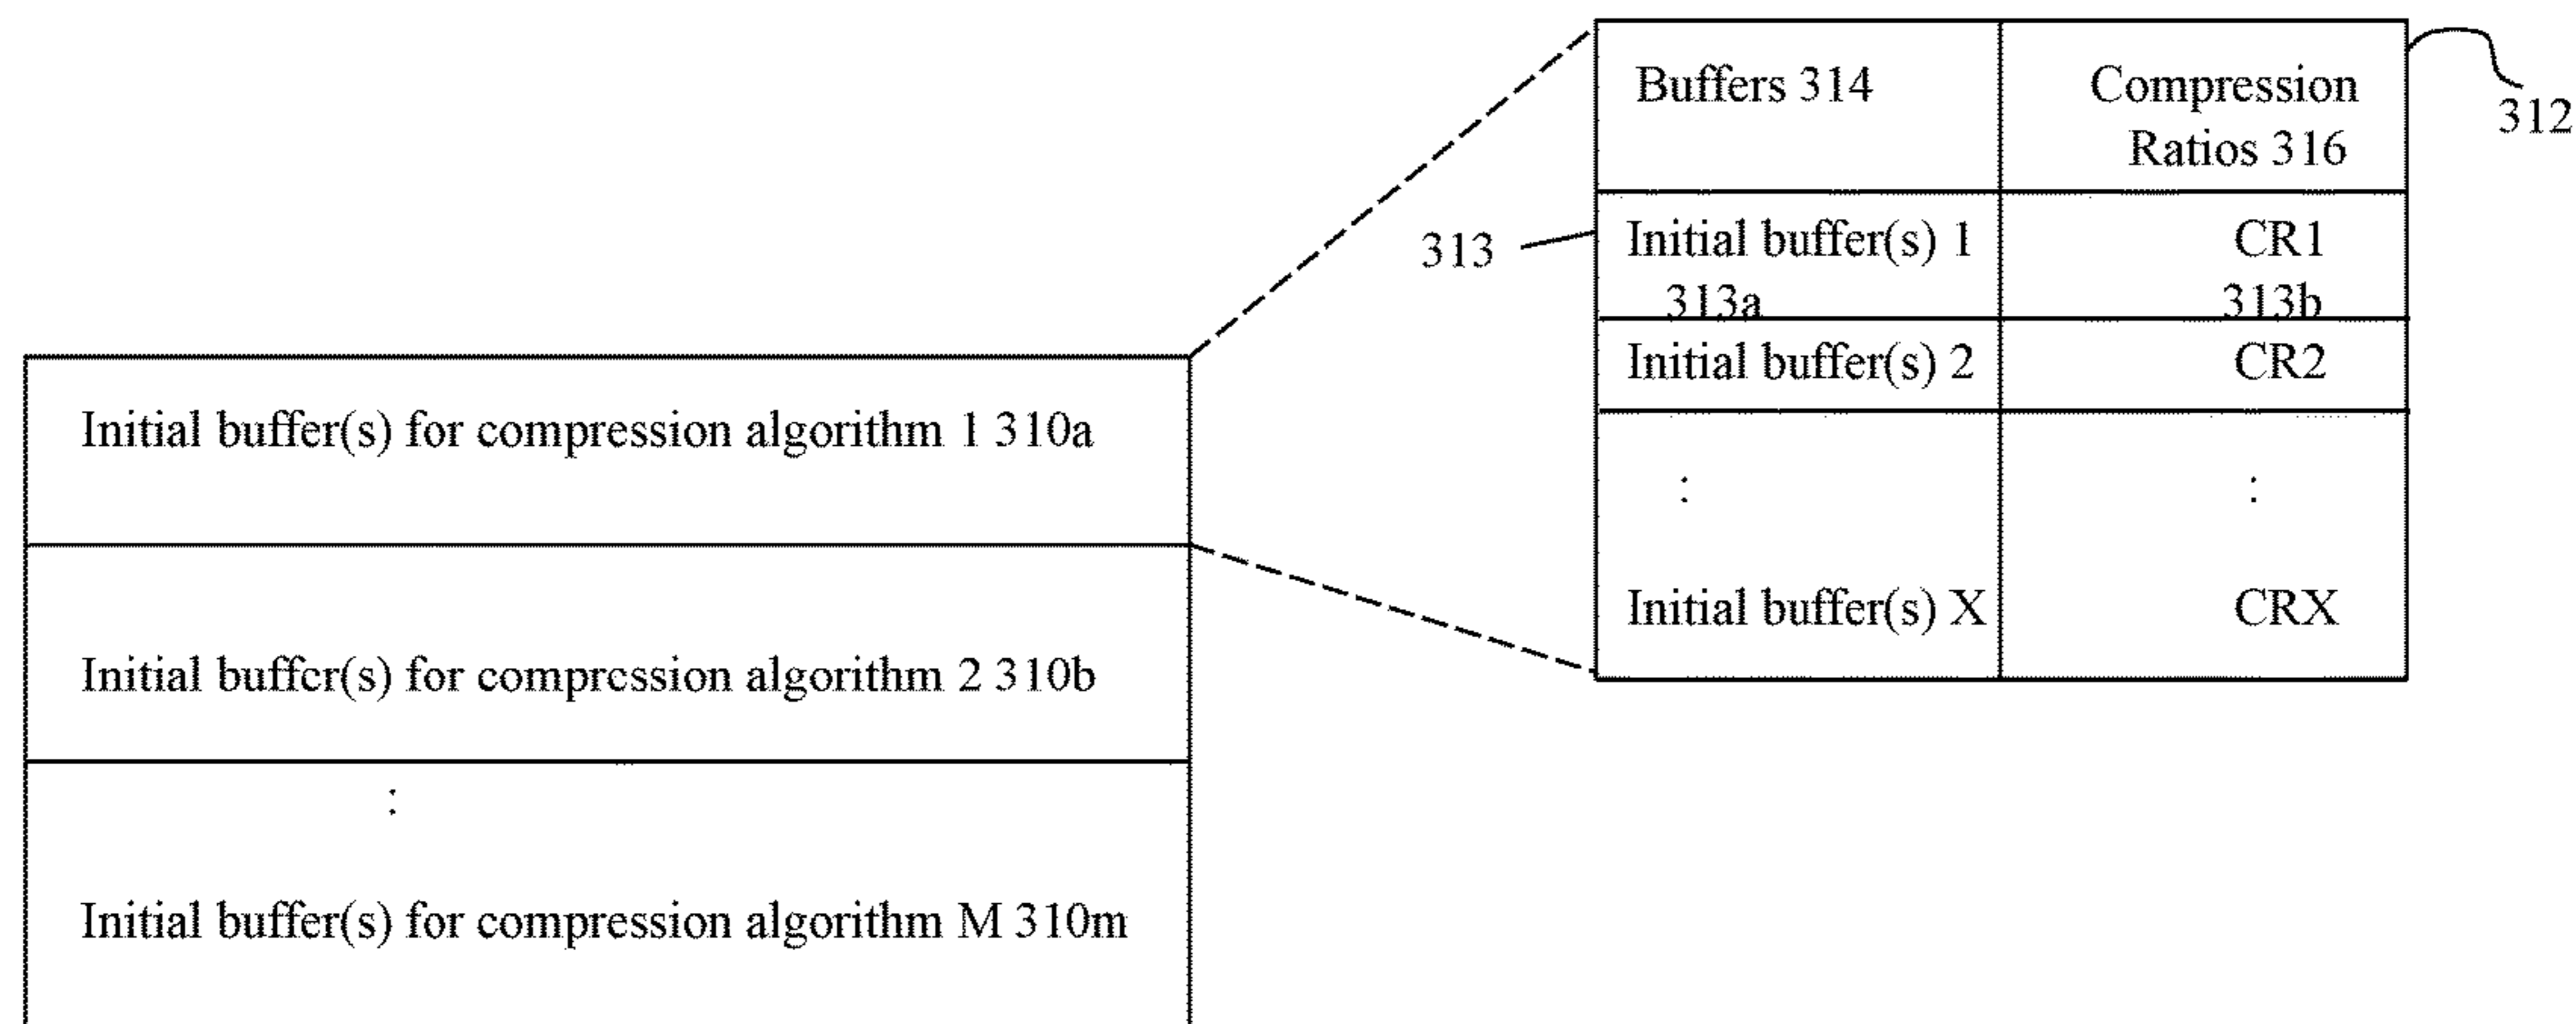 Buffers 314
Compression
Ratios 316
312
313
Initial buffer(s) 1
CR1
313a
313b
Initial buffer(s) 2
CR2
:
:
Initial buffer(s) X
CRX
Initial buffer(s) for compression algorithm 1 310a
Initial buffer(s) for compression algorithm 2 310b
:
Initial buffer(s) for compression algorithm M 310m